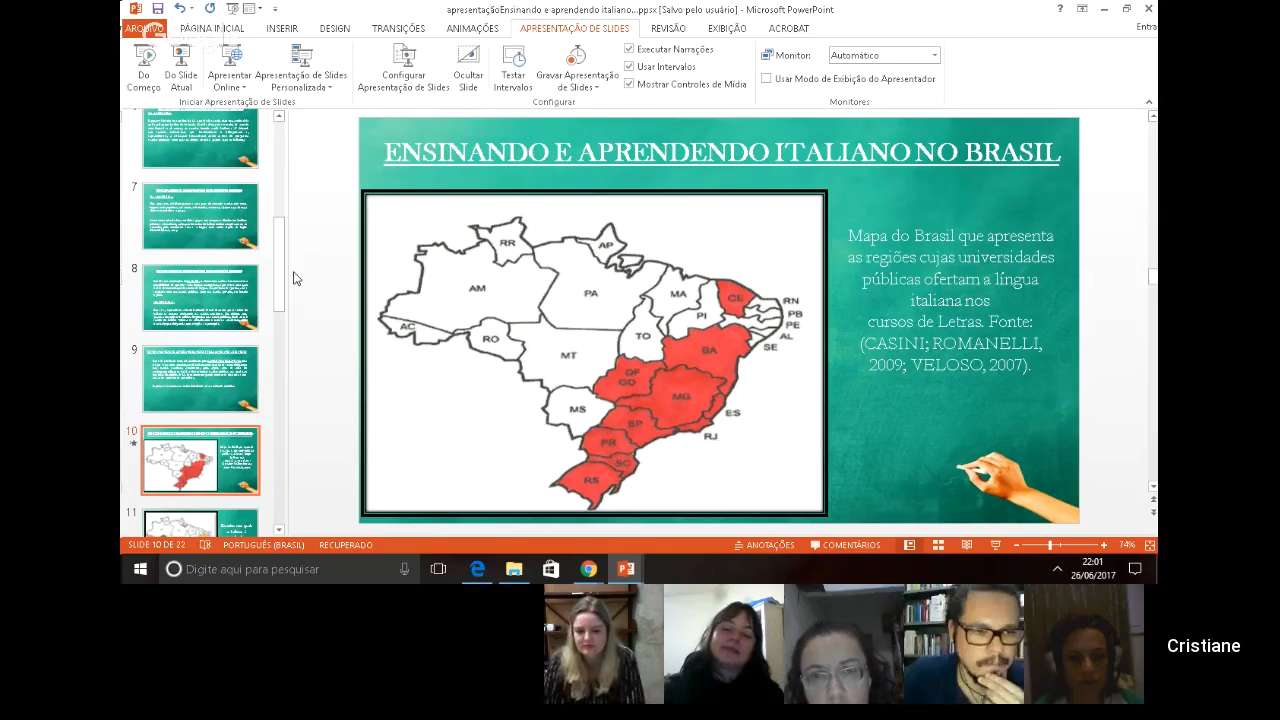 apresentaçãoEnsinando e aprendendo italiano...ppsx [Salvo pelo usuário] - Microsoft PowerPoint
ARQUIVO PÁGINA INICIAL INSERIR DESIGN TRANSIÇÕES ANIMAÇÕES APRESENTAÇÃO DE SLIDES REVISÃO EXIBIÇÃO ACROBAT Entra
Do Começo
Do Slide Atual
Apresentar Online
Apresentação de Slides Personalizada
Iniciar Apresentação de Slides
Configurar Apresentação de Slides
Ocultar Slide
Testar Intervalos
Gravar Apresentação de Slides
Executar Narrações
Usar Intervalos
Mostrar Controles de Mídia
Configurar
Monitor: Automático
Usar Modo de Exibição do Apresentador
Monitores
7
8
9
10
11
ENSINANDO E APRENDENDO ITALIANO NO BRASIL
RR
AP
AM
PA
MA
CE
RN
PB
PE
AL
SE
PI
AC
RO
TO
MT
BA
DF
GO
MG
MS
ES
SP
RJ
PR
SC
RS
Mapa do Brasil que apresenta
as regiões cujas universidades
públicas ofertam a língua
italiana nos
cursos de Letras. Fonte:
(CASINI; ROMANELLI,
2009; VELOSO, 2007).
SLIDE 10 DE 22 PORTUGUÊS (BRASIL) RECUPERADO ANOTAÇÕES COMENTÁRIOS 74%
Digite aqui para pesquisar
22:01
26/06/2017
Cristiane